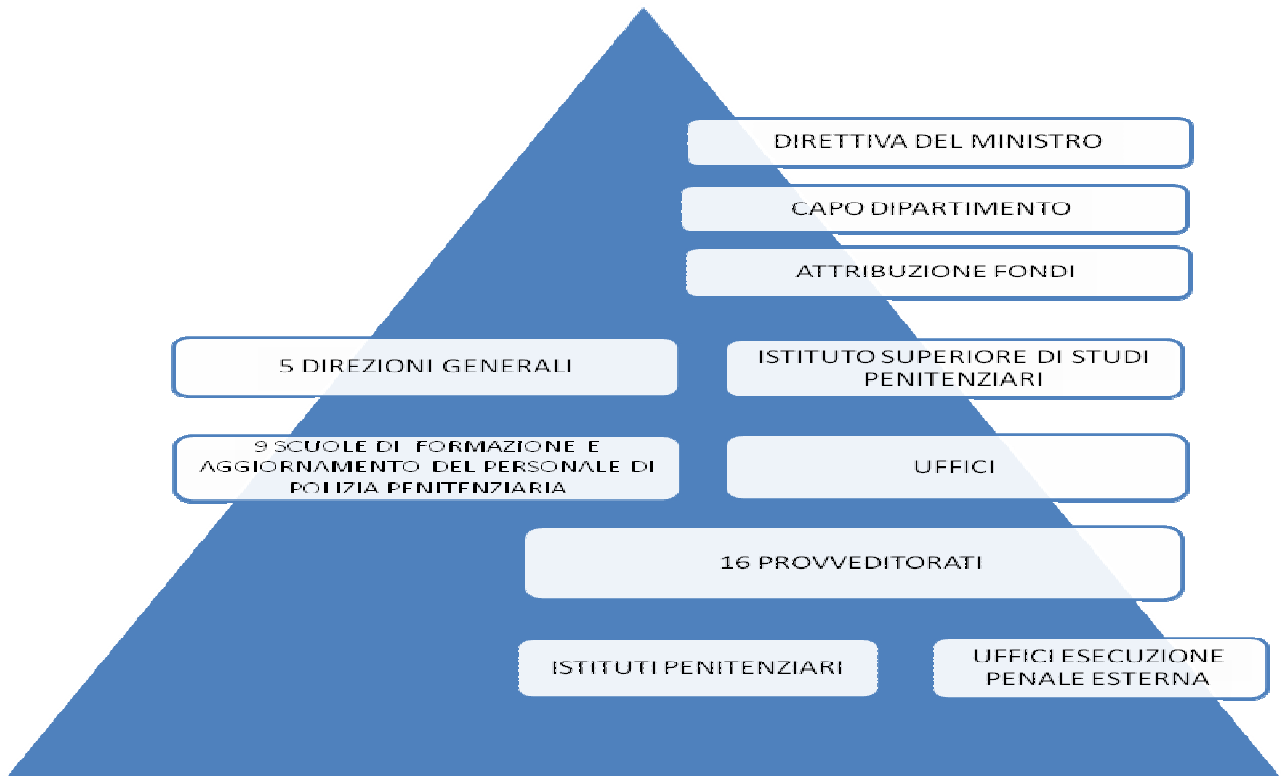 DIRETTIVA DEL MINISTRO
CAPO DIPARTIMENTO
ATTRIBUZIONE FONDI
5 DIREZIONI GENERALI
ISTITUTO SUPERIORE DI STUDI
PENITENZIARI
9 SCUOLE DI FORMAZIONE E
AGGIORNAMENTO DEL PERSONALE DI
POLIZIA PENITENZIARIA
UFFICI
16 PROVVEDITORATI
ISTITUTI PENITENZIARI
UFFICI ESECUZIONE
PENALE ESTERNA